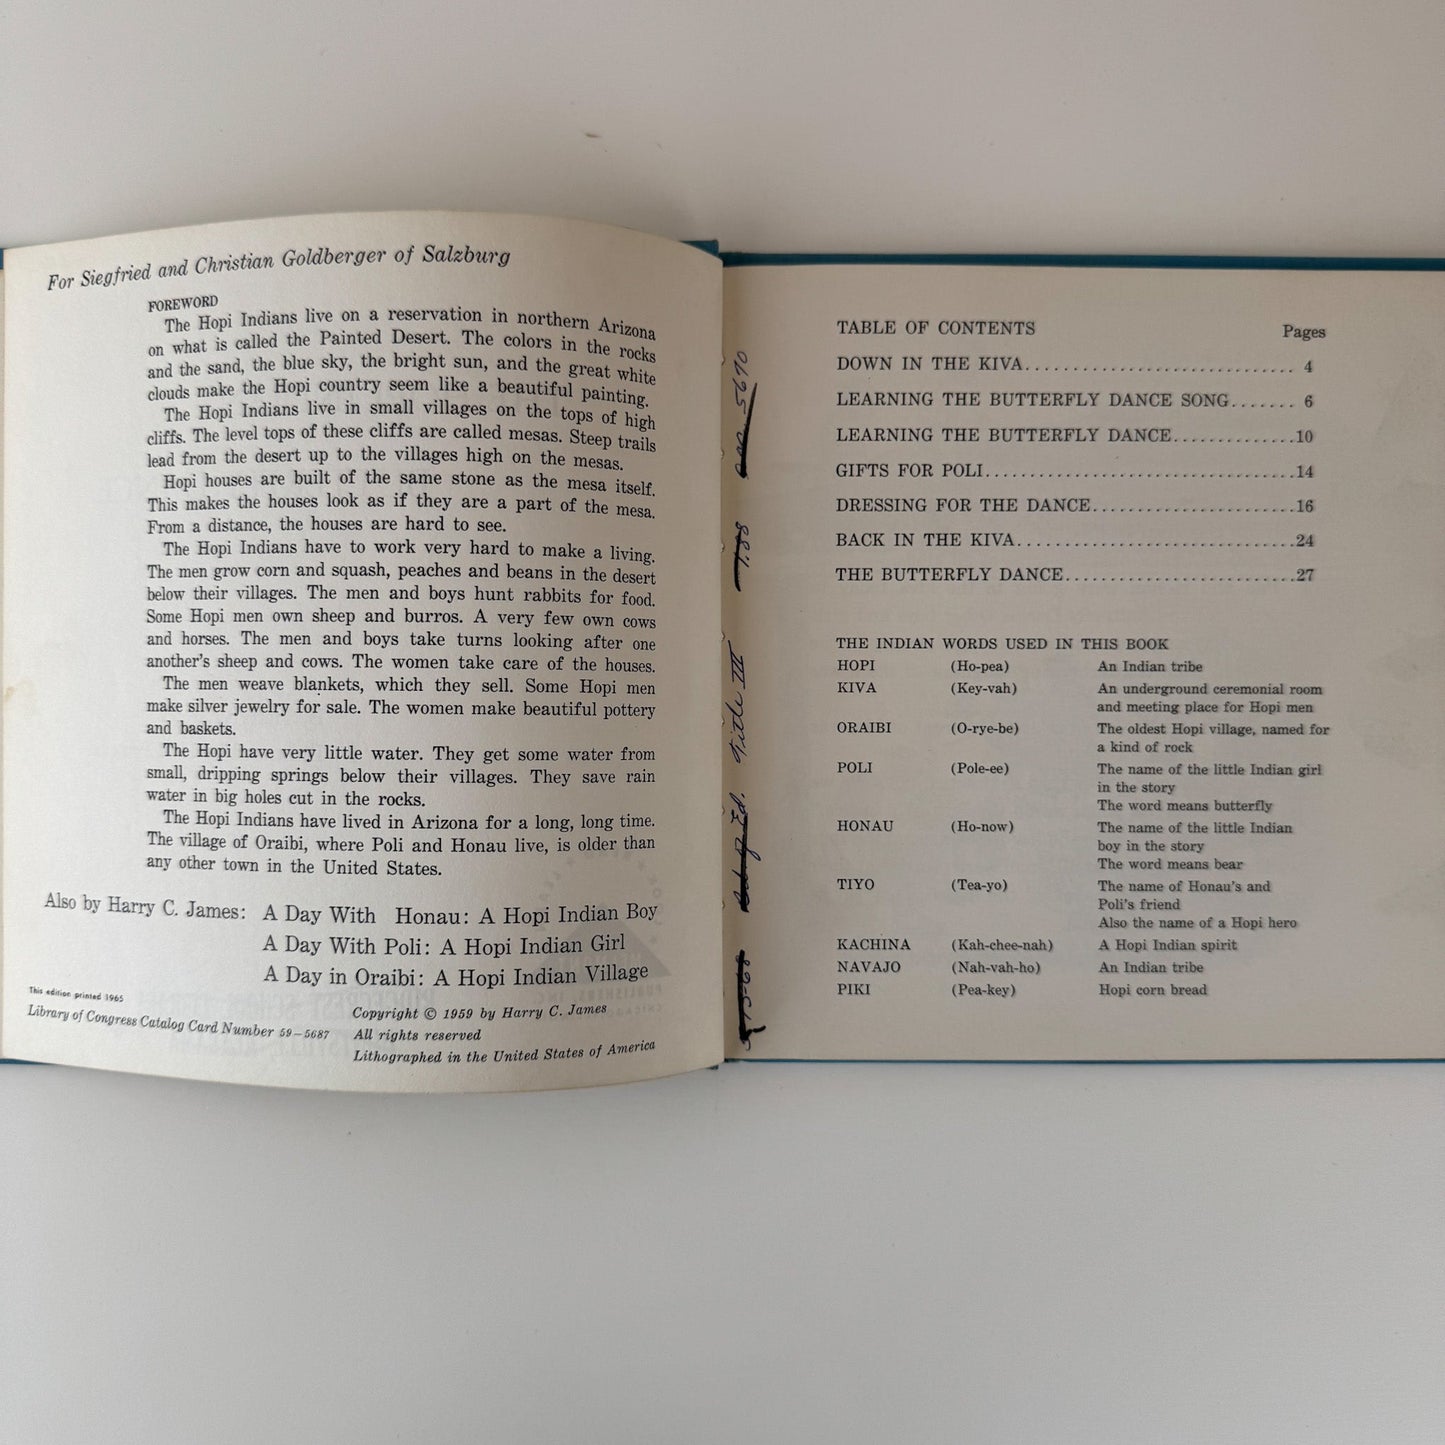 For Siegfried and Christian Goldberger of Salzburg
FOREWORD
The Hopi Indians live on a reservation in northern Arizona
on what is called the Painted Desert. The colors in the rocks
and the sand, the blue sky, the bright sun, and the great white
clouds make the Hopi country seem like a beautiful painting.
The Hopi Indians live in small villages on the tops of high
cliffs. The level tops of these cliffs are called mesas. Steep trails
lead from the desert up to the villages high on the mesas.
Hopi houses are built of the same stone as the mesa itself.
This makes the houses look as if they are a part of the mesa.
From a distance, the houses are hard to see.
The Hopi Indians have to work very hard to make a living.
The men grow corn and squash, peaches and beans in the desert
below their villages. The men and boys hunt rabbits for food.
Some Hopi men own sheep and burros. A very few own cows
and horses. The men and boys take turns looking after one
another's sheep and cows. The women take care of the houses.
The men weave blankets, which they sell. Some Hopi men
make silver jewelry for sale. The women make beautiful pottery
and baskets.
The Hopi have very little water. They get some water from
small, dripping springs below their villages. They save rain
water in big holes cut in the rocks.
The Hopi Indians have lived in Arizona for a long, long time.
The village of Oraibi, where Poli and Honau live, is older than
any other town in the United States.
Also by Harry C. James: A Day With Honau: A Hopi Indian Boy
A Day With Poli: A Hopi Indian Girl
A Day in Oraibi: A Hopi Indian Village
This edition printed 1965
Library of Congress Catalog Card Number 59-5687
Copyright © 1959 by Harry C. James
All rights reserved
Lithographed in the United States of America
5-15-68 Bd. of Ed. Title III 1.88 5690
TABLE OF CONTENTS Pages
DOWN IN THE KIVA.............................. 4
LEARNING THE BUTTERFLY DANCE SONG....... 6
LEARNING THE BUTTERFLY DANCE.............10
GIFTS FOR POLI..................................14
DRESSING FOR THE DANCE......................16
BACK IN THE KIVA...............................24
THE BUTTERFLY DANCE..........................27
THE INDIAN WORDS USED IN THIS BOOK
HOPI (Ho-pea) An Indian tribe
KIVA (Key-vah) An underground ceremonial room
and meeting place for Hopi men
ORAIBI (O-rye-be) The oldest Hopi village, named for
a kind of rock
POLI (Pole-ee) The name of the little Indian girl
in the story
The word means butterfly
HONAU (Ho-now) The name of the little Indian
boy in the story
The word means bear
TIYO (Tea-yo) The name of Honau's and
Poli's friend
Also the name of a Hopi hero
KACHINA (Kah-chee-nah) A Hopi Indian spirit
NAVAJO (Nah-vah-ho) An Indian tribe
PIKI (Pea-key) Hopi corn bread